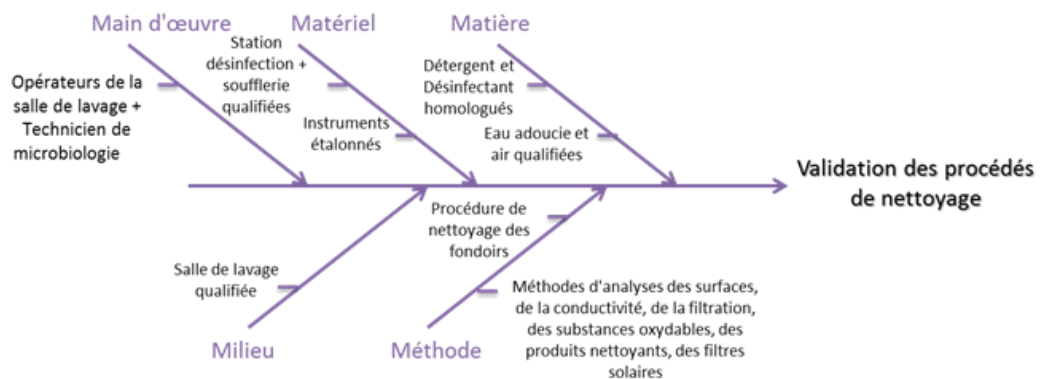 Main d'œuvre
Matériel
Matière
Opérateurs de la
salle de lavage +
Technicien de
microbiologie
Station
désinfection +
soufflerie
qualifiées
Instruments
étalonnés
Détergent et
Désinfectant
homologués
Eau adoucie et
air qualifiées
Validation des procédés
de nettoyage
Salle de lavage
qualifiée
Procédure de
nettoyage des
fondoirs
Méthodes d'analyses des surfaces,
de la conductivité, de la filtration,
des substances oxydables, des
produits nettoyants, des filtres
solaires
Milieu
Méthode